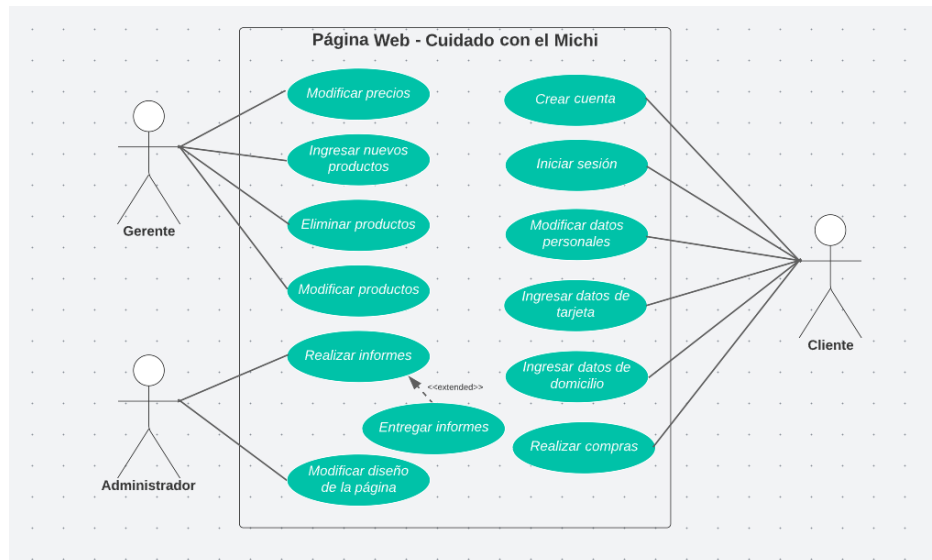 Página Web - Cuidado con el Michi
Modificar precios
Ingresar nuevos
productos
Eliminar productos
Modificar productos
Realizar informes
<<extended>>
Entregar informes
Modificar diseño
de la página
Crear cuenta
Iniciar sesión
Modificar datos
personales
Ingresar datos de
tarjeta
Ingresar datos de
domicilio
Realizar compras
Gerente
Administrador
Cliente